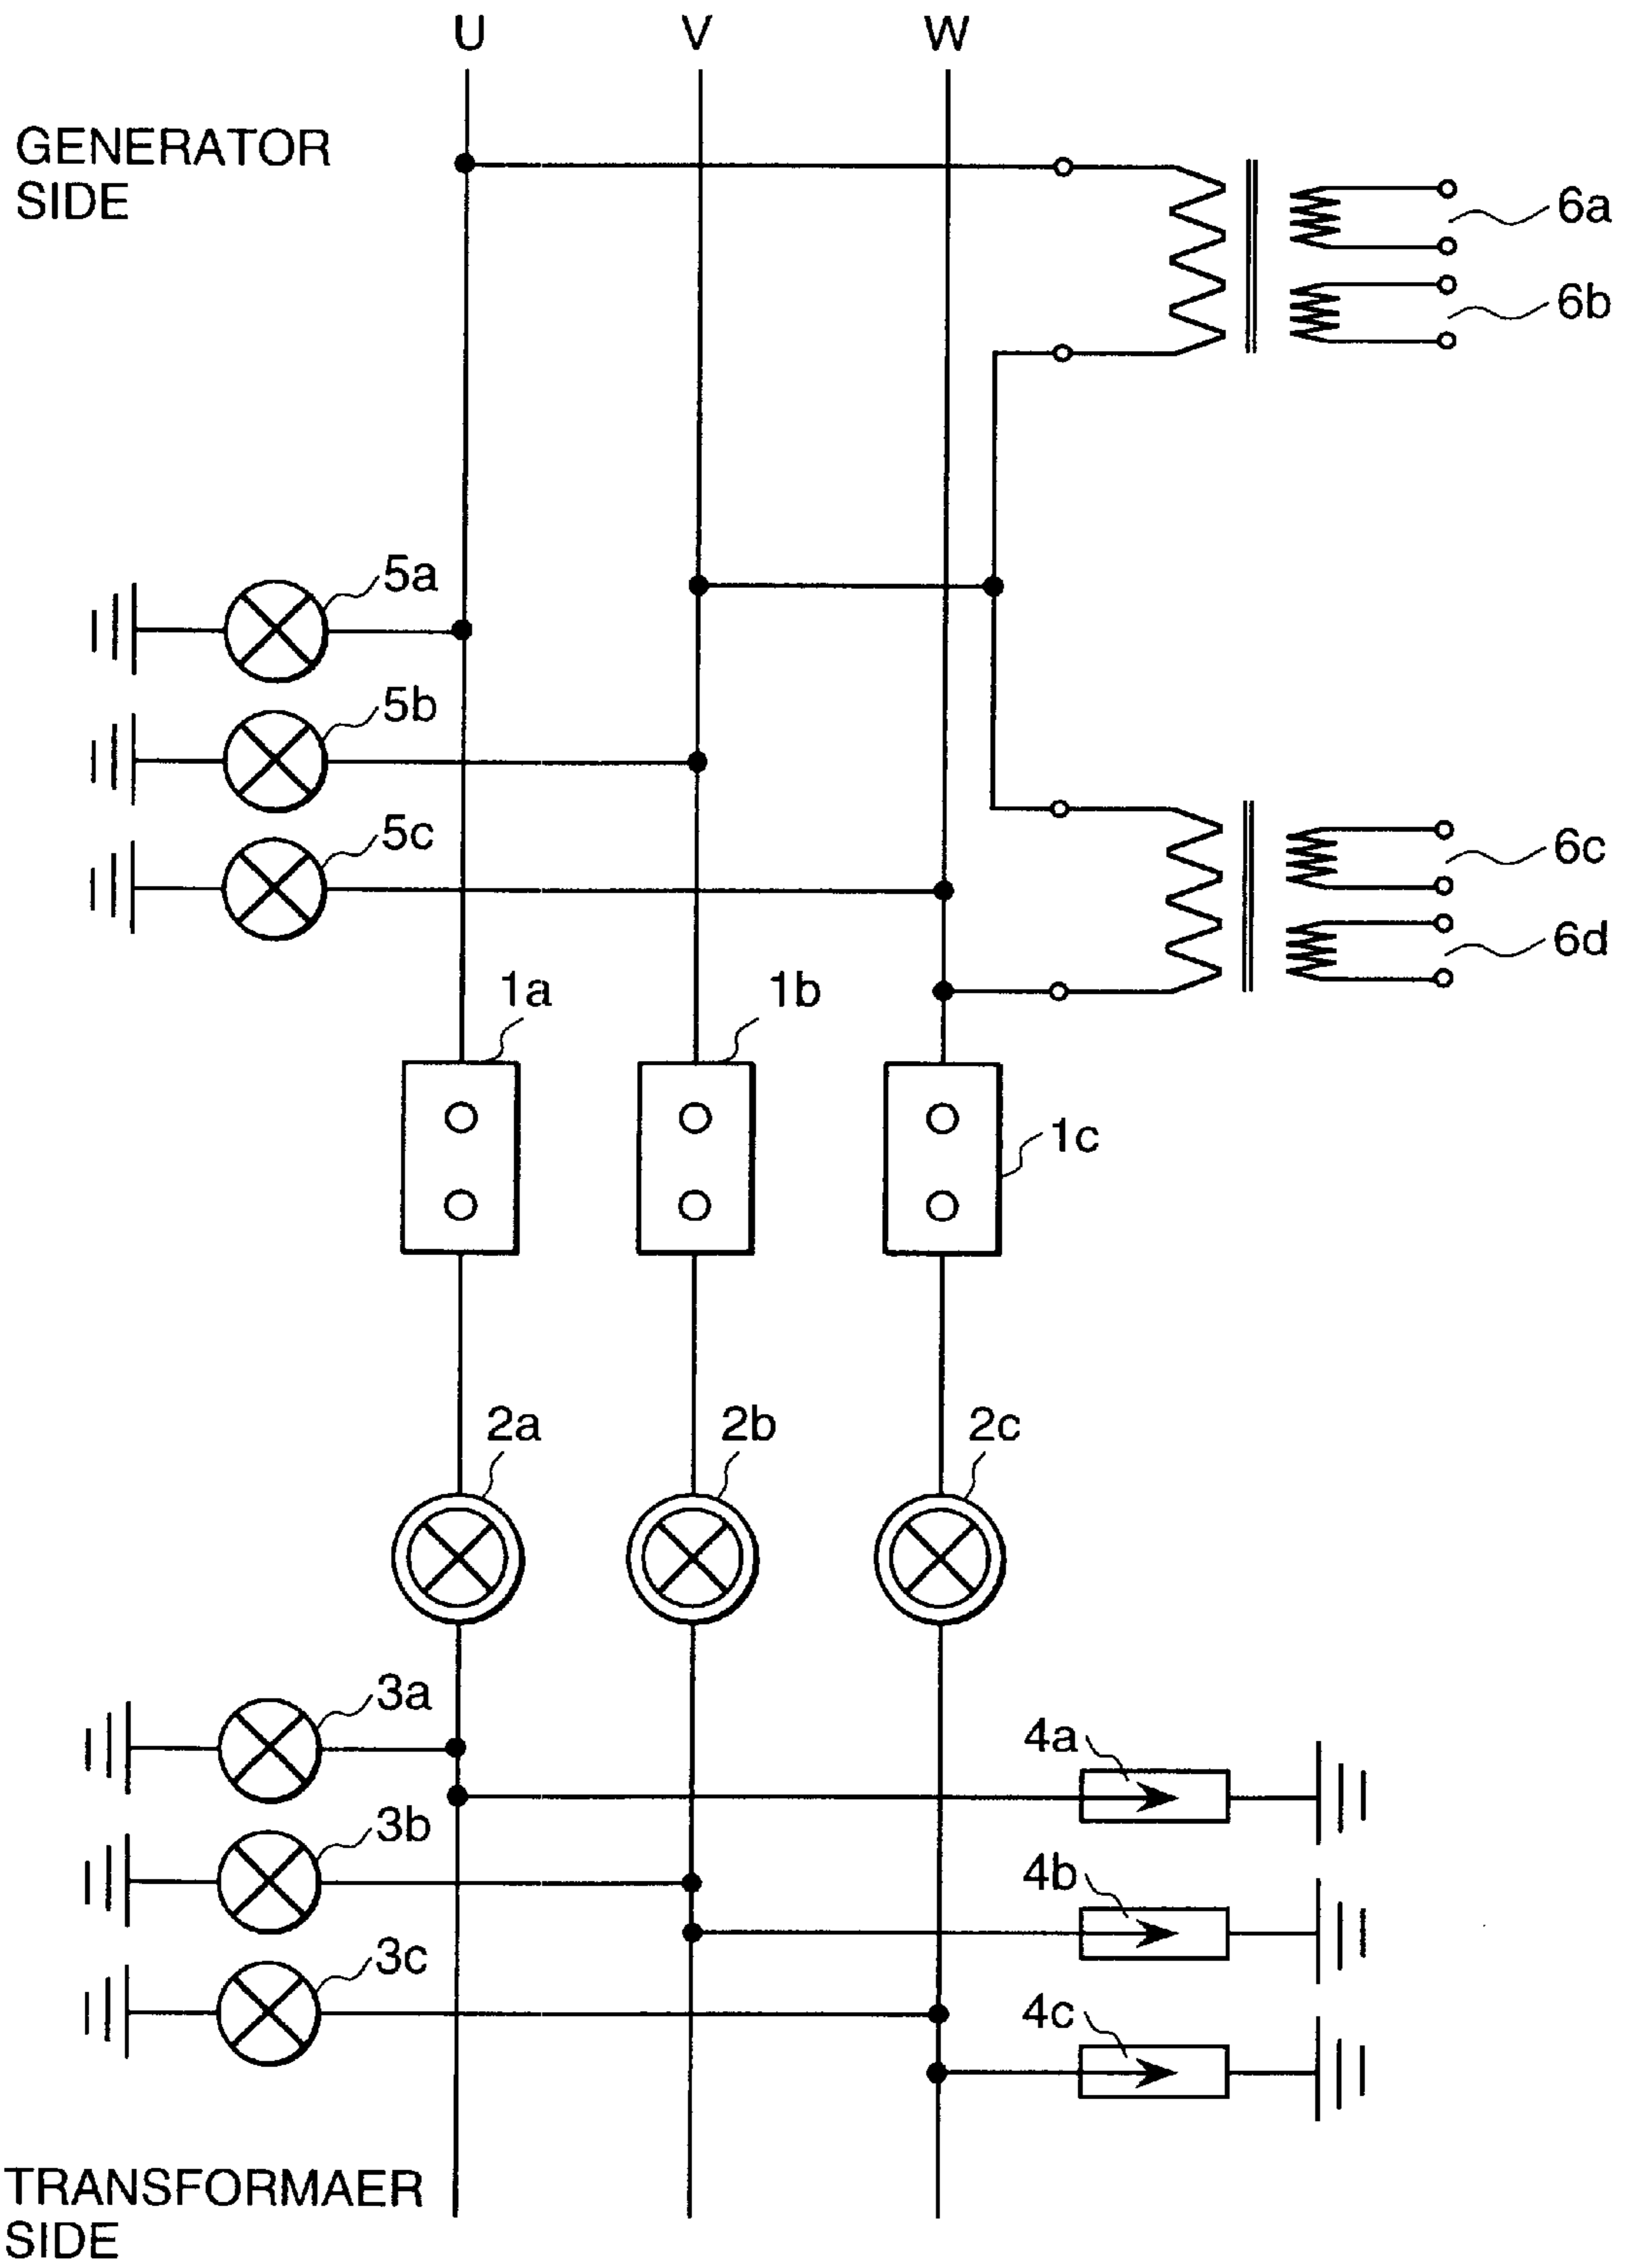 U V W
GENERATOR
SIDE
6a
6b
5a
5b
5c
6c
6d
1a 1b
1c
2a 2b 2c
3a
4a
3b
4b
3c
4c
TRANSFORMAER
SIDE